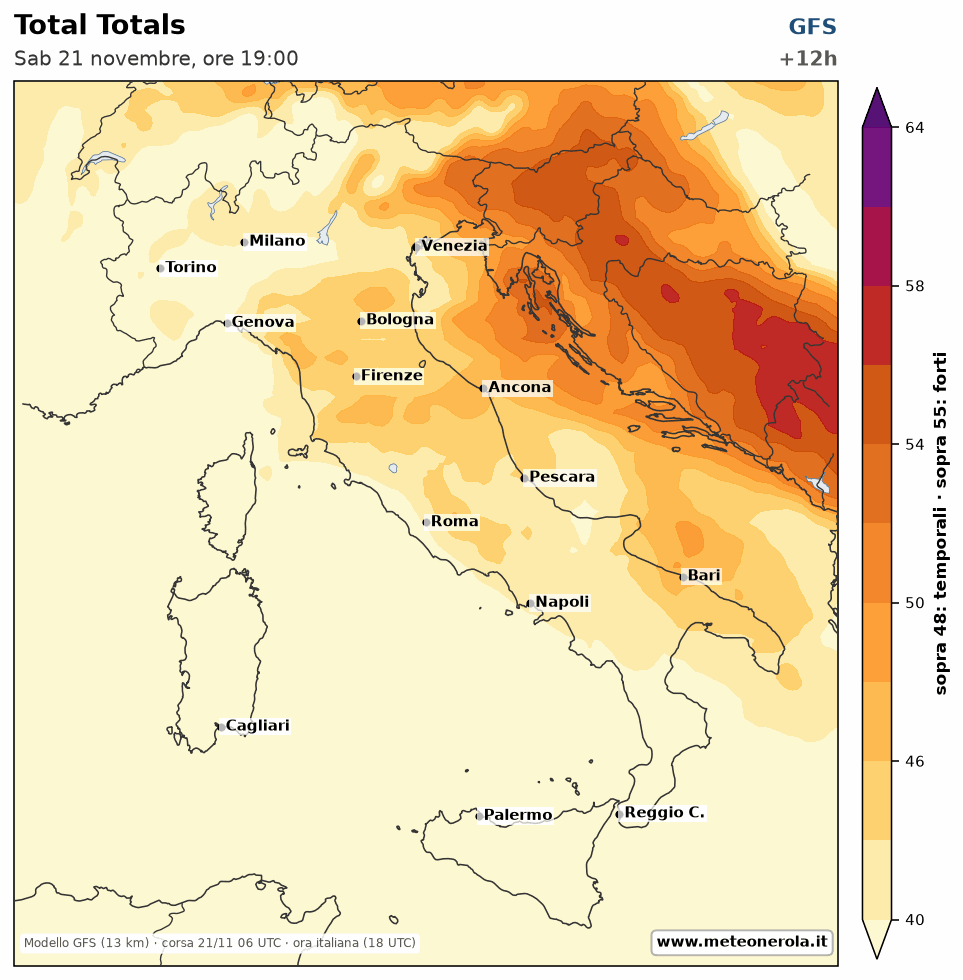 Total Totals
GFS
Sab 21 novembre, ore 19:00
+12h
64
58
54
50
46
40
sopra 48: temporali · sopra 55: forti
Milano
Venezia
Torino
Genova
Bologna
Firenze
Ancona
Pescara
Roma
Bari
Napoli
Cagliari
Palermo
Reggio C.
Modello GFS (13 km) · corsa 21/11 06 UTC · ora italiana (18 UTC)
www.meteonerola.it